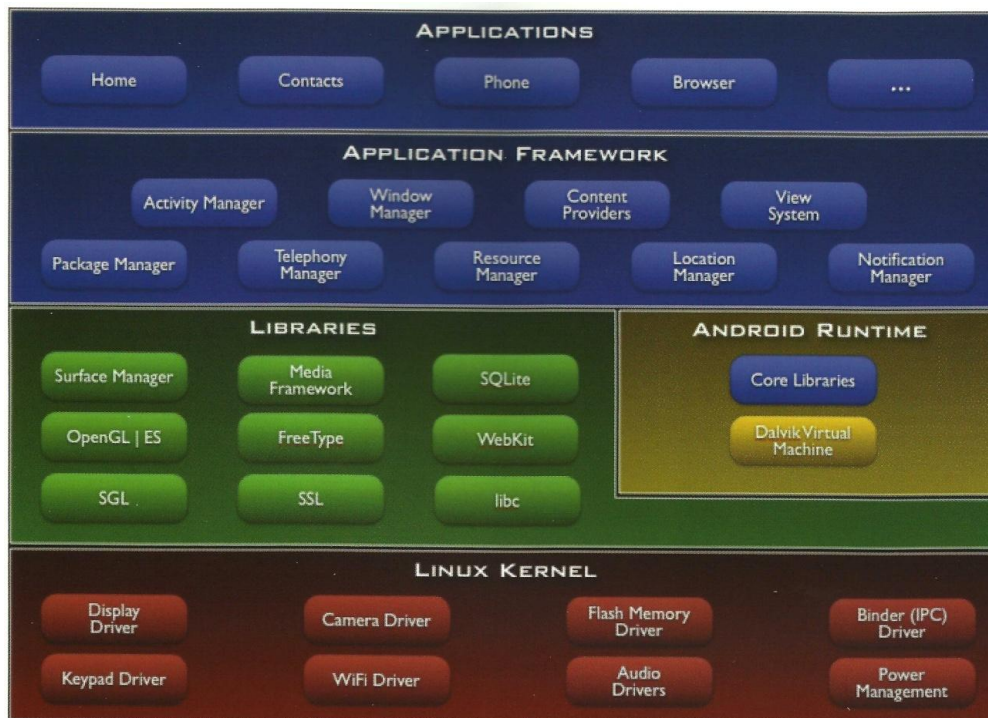 APPLICATIONS
Home
Contacts
Phone
Browser
...
APPLICATION FRAMEWORK
Activity Manager
Window
Manager
Content
Providers
View
System
Package Manager
Telephony
Manager
Resource
Manager
Location
Manager
Notification
Manager
LIBRARIES
Surface Manager
Media
Framework
SQLite
OpenGL | ES
FreeType
WebKit
SGL
SSL
libc
ANDROID RUNTIME
Core Libraries
Dalvik Virtual
Machine
LINUX KERNEL
Display
Driver
Camera Driver
Flash Memory
Driver
Binder (IPC)
Driver
Keypad Driver
WiFi Driver
Audio
Drivers
Power
Management